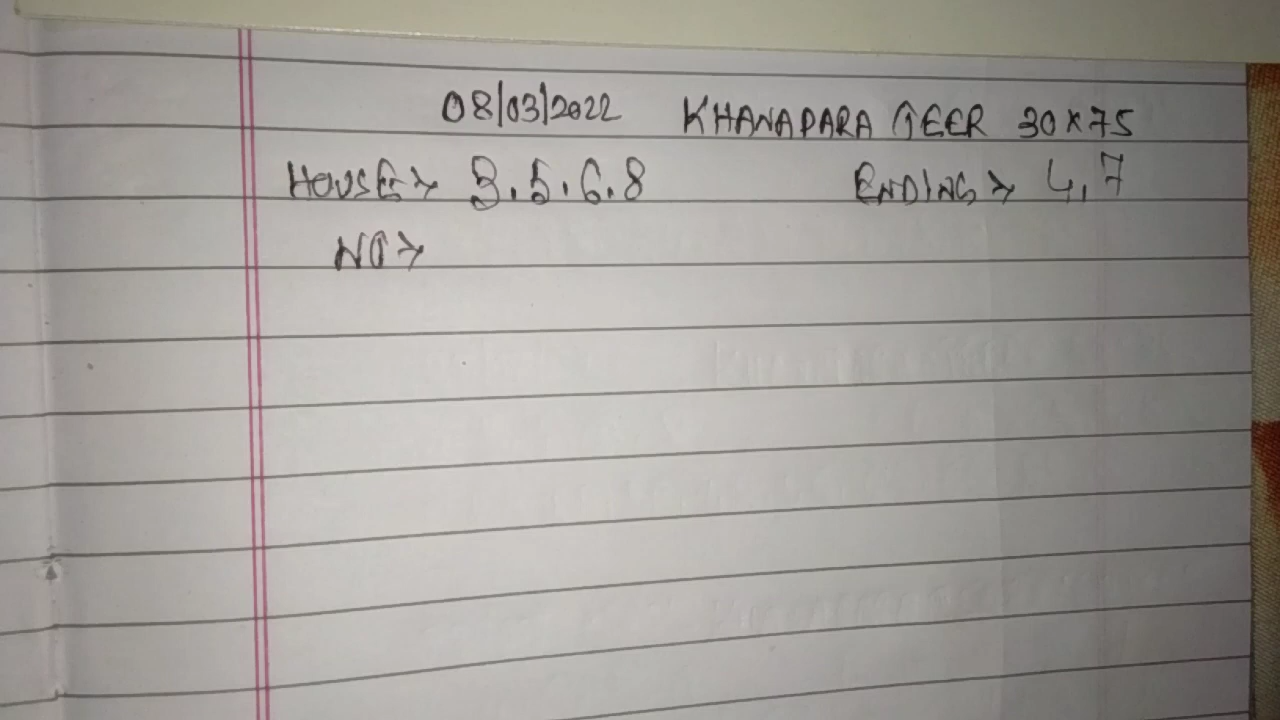 08/03/2022 KHANAPARA TEER 30×75
HOUSE> 3.5.6.8 ENDING> 4,7
NO>